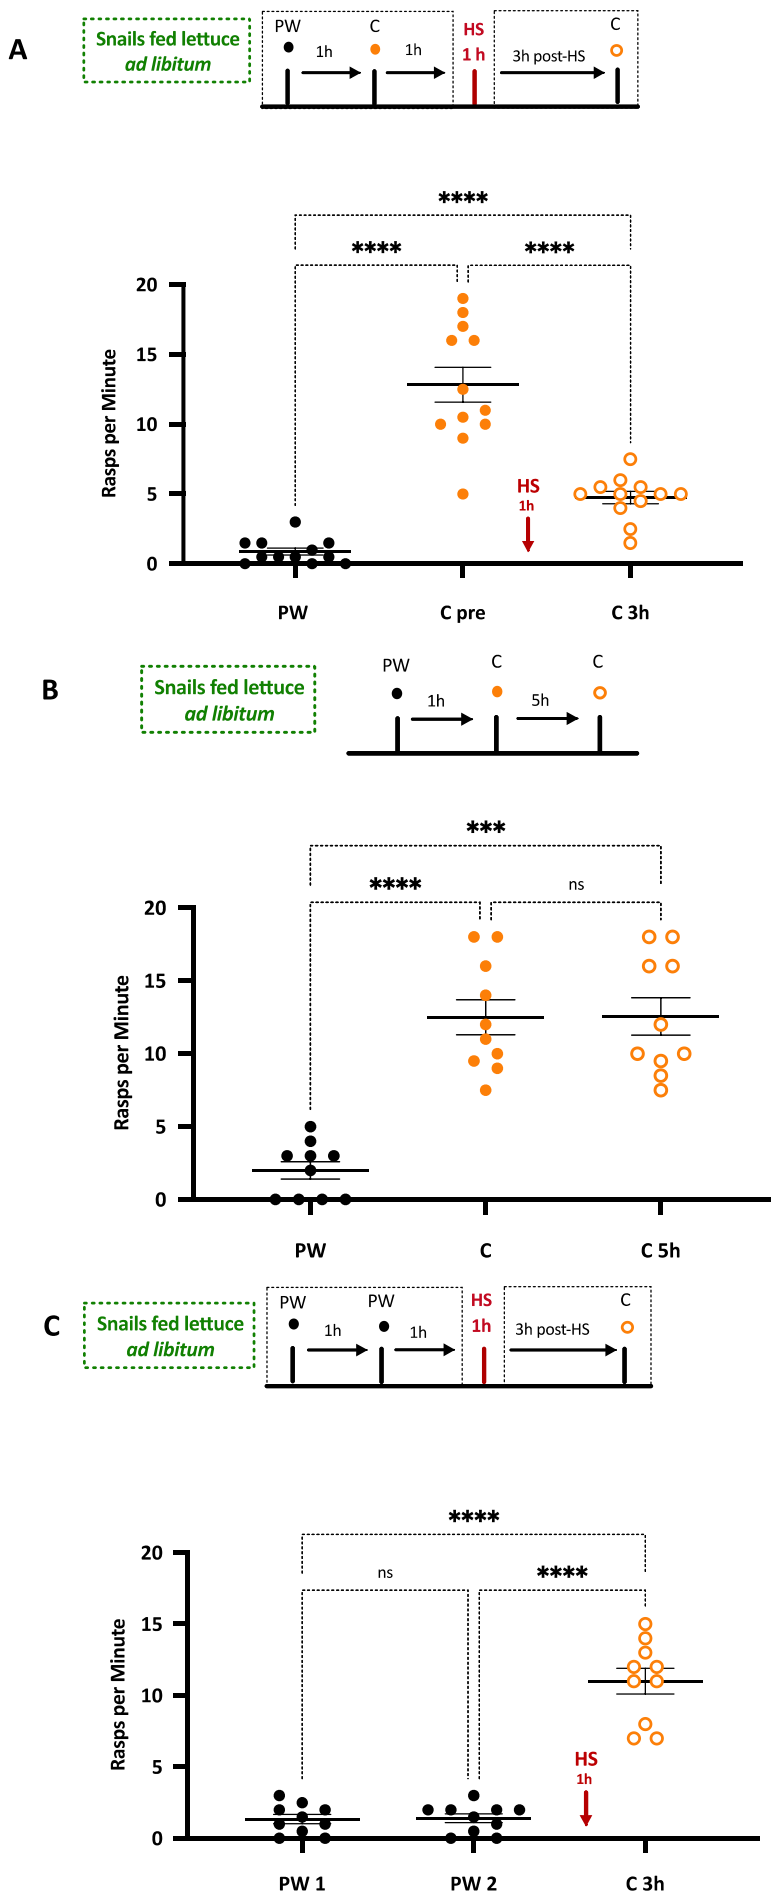 A
Snails fed lettuce
ad libitum
PW
1h
C
1h
HS
1 h
3h post-HS
C
****
****
****
Rasps per Minute
20
15
10
5
0
HS
1h
PW
C pre
C 3h
B
Snails fed lettuce
ad libitum
PW
1h
C
5h
C
***
****
ns
Rasps per Minute
20
15
10
5
0
PW
C
C 5h
C
Snails fed lettuce
ad libitum
PW
1h
PW
1h
HS
1h
3h post-HS
C
****
ns
****
Rasps per Minute
20
15
10
5
0
HS
1h
PW 1
PW 2
C 3h